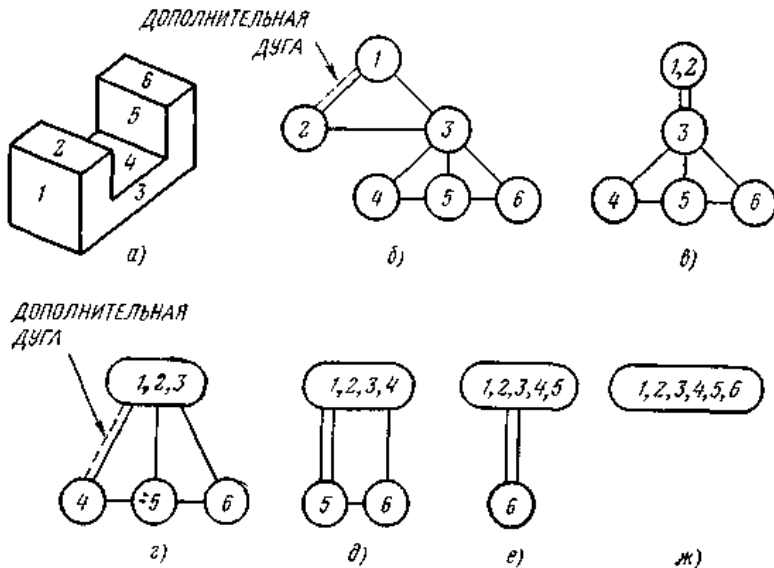 ДОПОЛНИТЕЛЬНАЯ
ДУГА
6
5
2
4
1
3
а)
1
2
3
4
5
6
б)
1,2
3
4
5
6
в)
ДОПОЛНИТЕЛЬНАЯ
ДУГА
1,2,3
4
5
6
г)
1,2,3,4
5
6
д)
1,2,3,4,5
6
е)
1,2,3,4,5,6
ж)